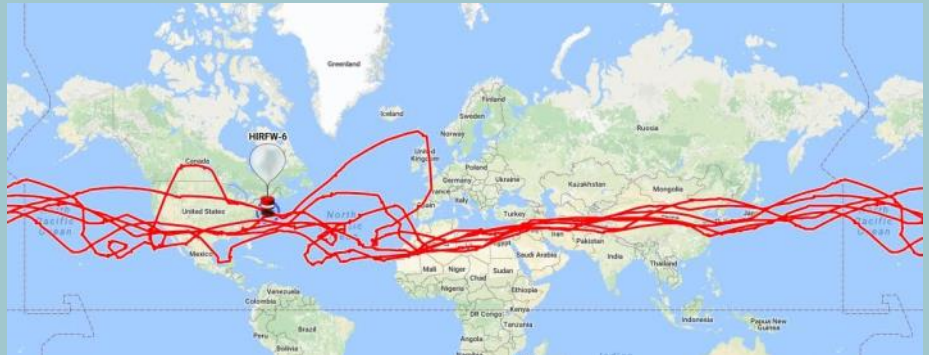 Greenland
Iceland
Finland
Sweden
Norway
Russia
HIRFW-6
United
Kingdom
Canada
Poland
Germany
Ukraine
France
Kazakhstan
Mongolia
Italy
Spain
United States
North
Turkey
Pacific
Ocean
Iran
Pakistan
Mexico
Egypt
Saudi Arabia
India
Mali
Niger
Sudan
Chad
Thailand
Nigeria
Ethiopia
Venezuela
Colombia
DR Congo
Kenya
Indonesia
Papua New
Guinea
Tanzania
Brazil
Peru
Angola
Bolivia